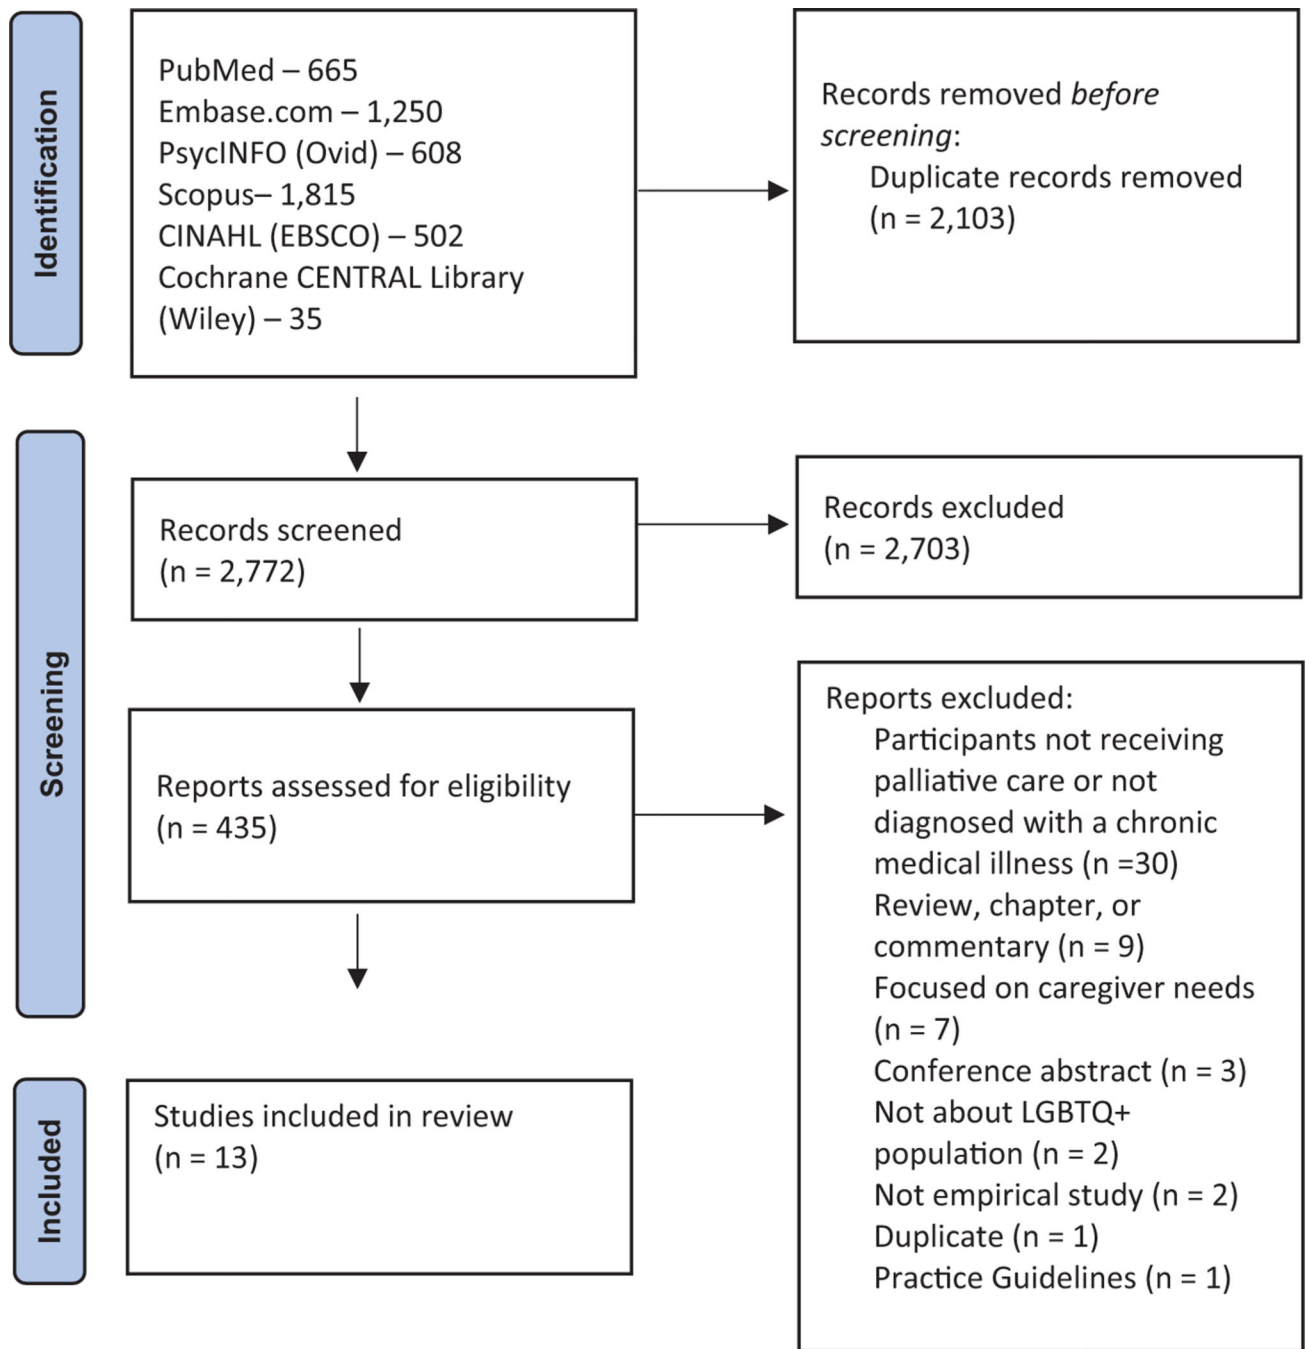 Identification
PubMed – 665
Embase.com – 1,250
PsycINFO (Ovid) – 608
Scopus– 1,815
CINAHL (EBSCO) – 502
Cochrane CENTRAL Library
(Wiley) – 35
Records removed before
screening:
Duplicate records removed
(n = 2,103)
Screening
Records screened
(n = 2,772)
Records excluded
(n = 2,703)
Reports assessed for eligibility
(n = 435)
Reports excluded:
Participants not receiving
palliative care or not
diagnosed with a chronic
medical illness (n =30)
Review, chapter, or
commentary (n = 9)
Focused on caregiver needs
(n = 7)
Conference abstract (n = 3)
Not about LGBTQ+
population (n = 2)
Not empirical study (n = 2)
Duplicate (n = 1)
Practice Guidelines (n = 1)
Included
Studies included in review
(n = 13)